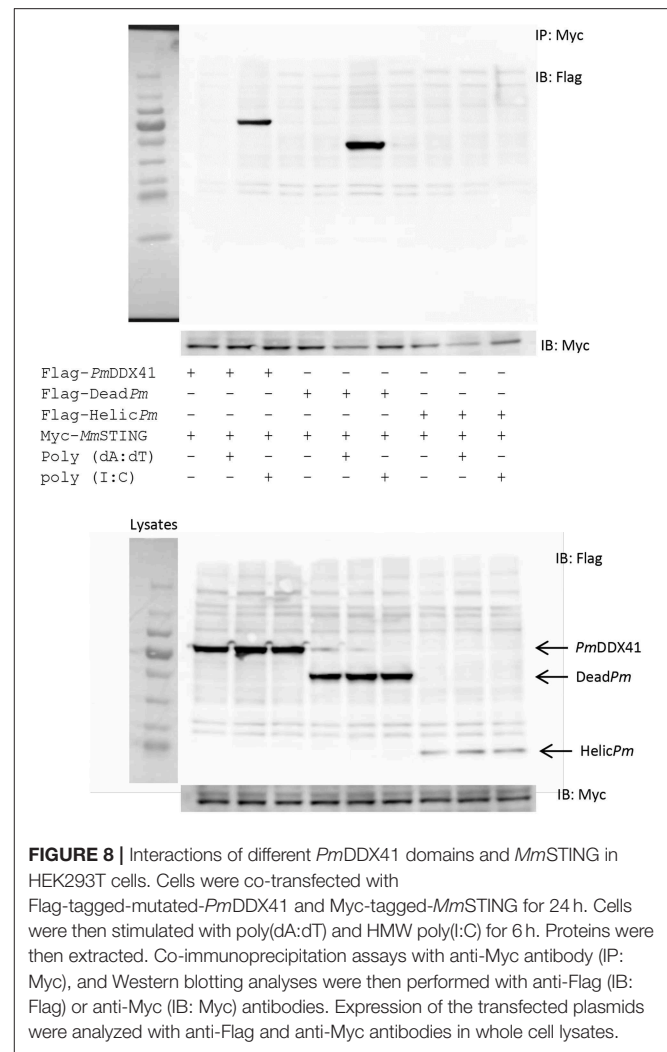 IP: Myc
IB: Flag
IB: Myc
Flag-PmDDX41 + + + – – – – – –
Flag-DeadPm – – – + + + – – –
Flag-HelicPm – – – – – – + + +
Myc-MmSTING + + + + + + + + +
Poly (dA:dT) – + – – + – – + –
poly (I:C) – – + – – + – – +
Lysates
IB: Flag
PmDDX41
DeadPm
HelicPm
IB: Myc
FIGURE 8 | Interactions of different PmDDX41 domains and MmSTING in
HEK293T cells. Cells were co-transfected with
Flag-tagged-mutated-PmDDX41 and Myc-tagged-MmSTING for 24 h. Cells
were then stimulated with poly(dA:dT) and HMW poly(I:C) for 6 h. Proteins were
then extracted. Co-immunoprecipitation assays with anti-Myc antibody (IP:
Myc), and Western blotting analyses were then performed with anti-Flag (IB:
Flag) or anti-Myc (IB: Myc) antibodies. Expression of the transfected plasmids
were analyzed with anti-Flag and anti-Myc antibodies in whole cell lysates.